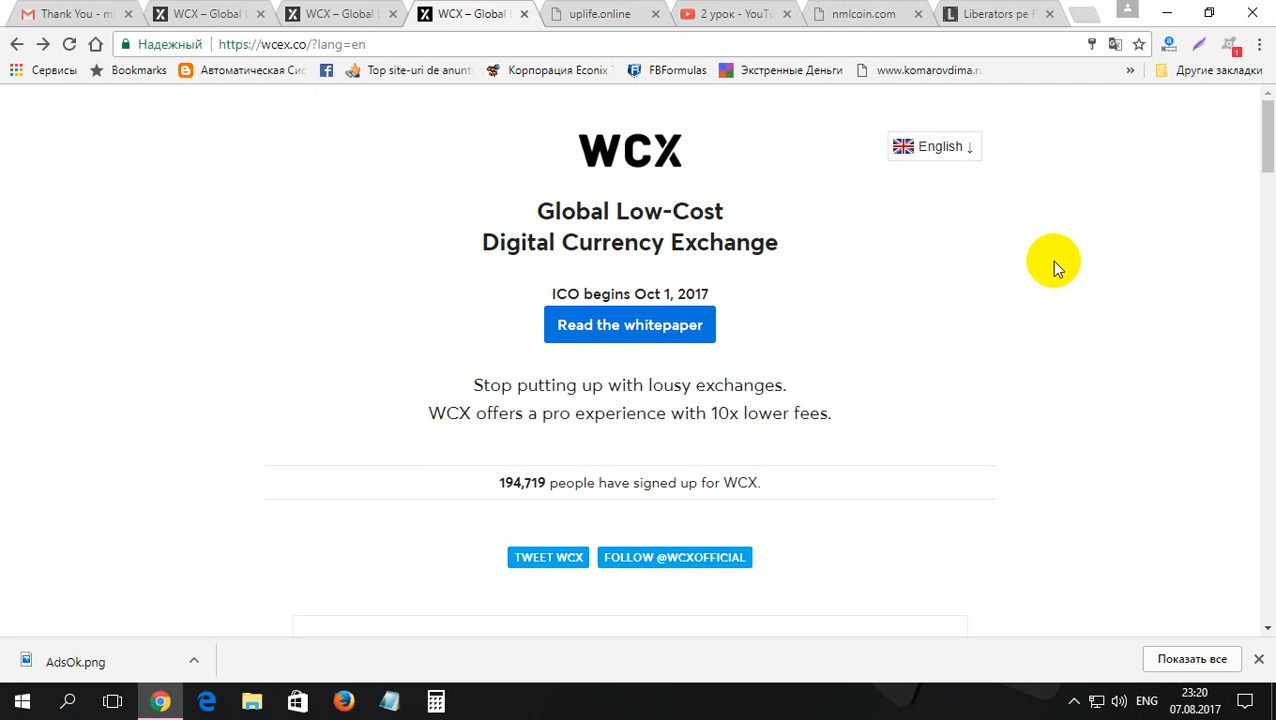 Thank You - mi
WCX – Global L
WCX – Global L
WCX – Global L
uplife.online
2 урок - YouTu
nmlcoin.com
Liberators pe F
Надежный
https://wcex.co/?lang=en
Сервисы
Bookmarks
Автоматическая Сис
Top site-uri de anunt
Корпорация Econix T
FBFormulas
Экстренные Деньги
www.komarovdima.ru
Другие закладки
WCX
English ↓
Global Low-Cost
Digital Currency Exchange
ICO begins Oct 1, 2017
Read the whitepaper
Stop putting up with lousy exchanges.
WCX offers a pro experience with 10x lower fees.
194,719 people have signed up for WCX.
TWEET WCX
FOLLOW @WCXOFFICIAL
AdsOk.png
Показать все
ENG
23:20
07.08.2017